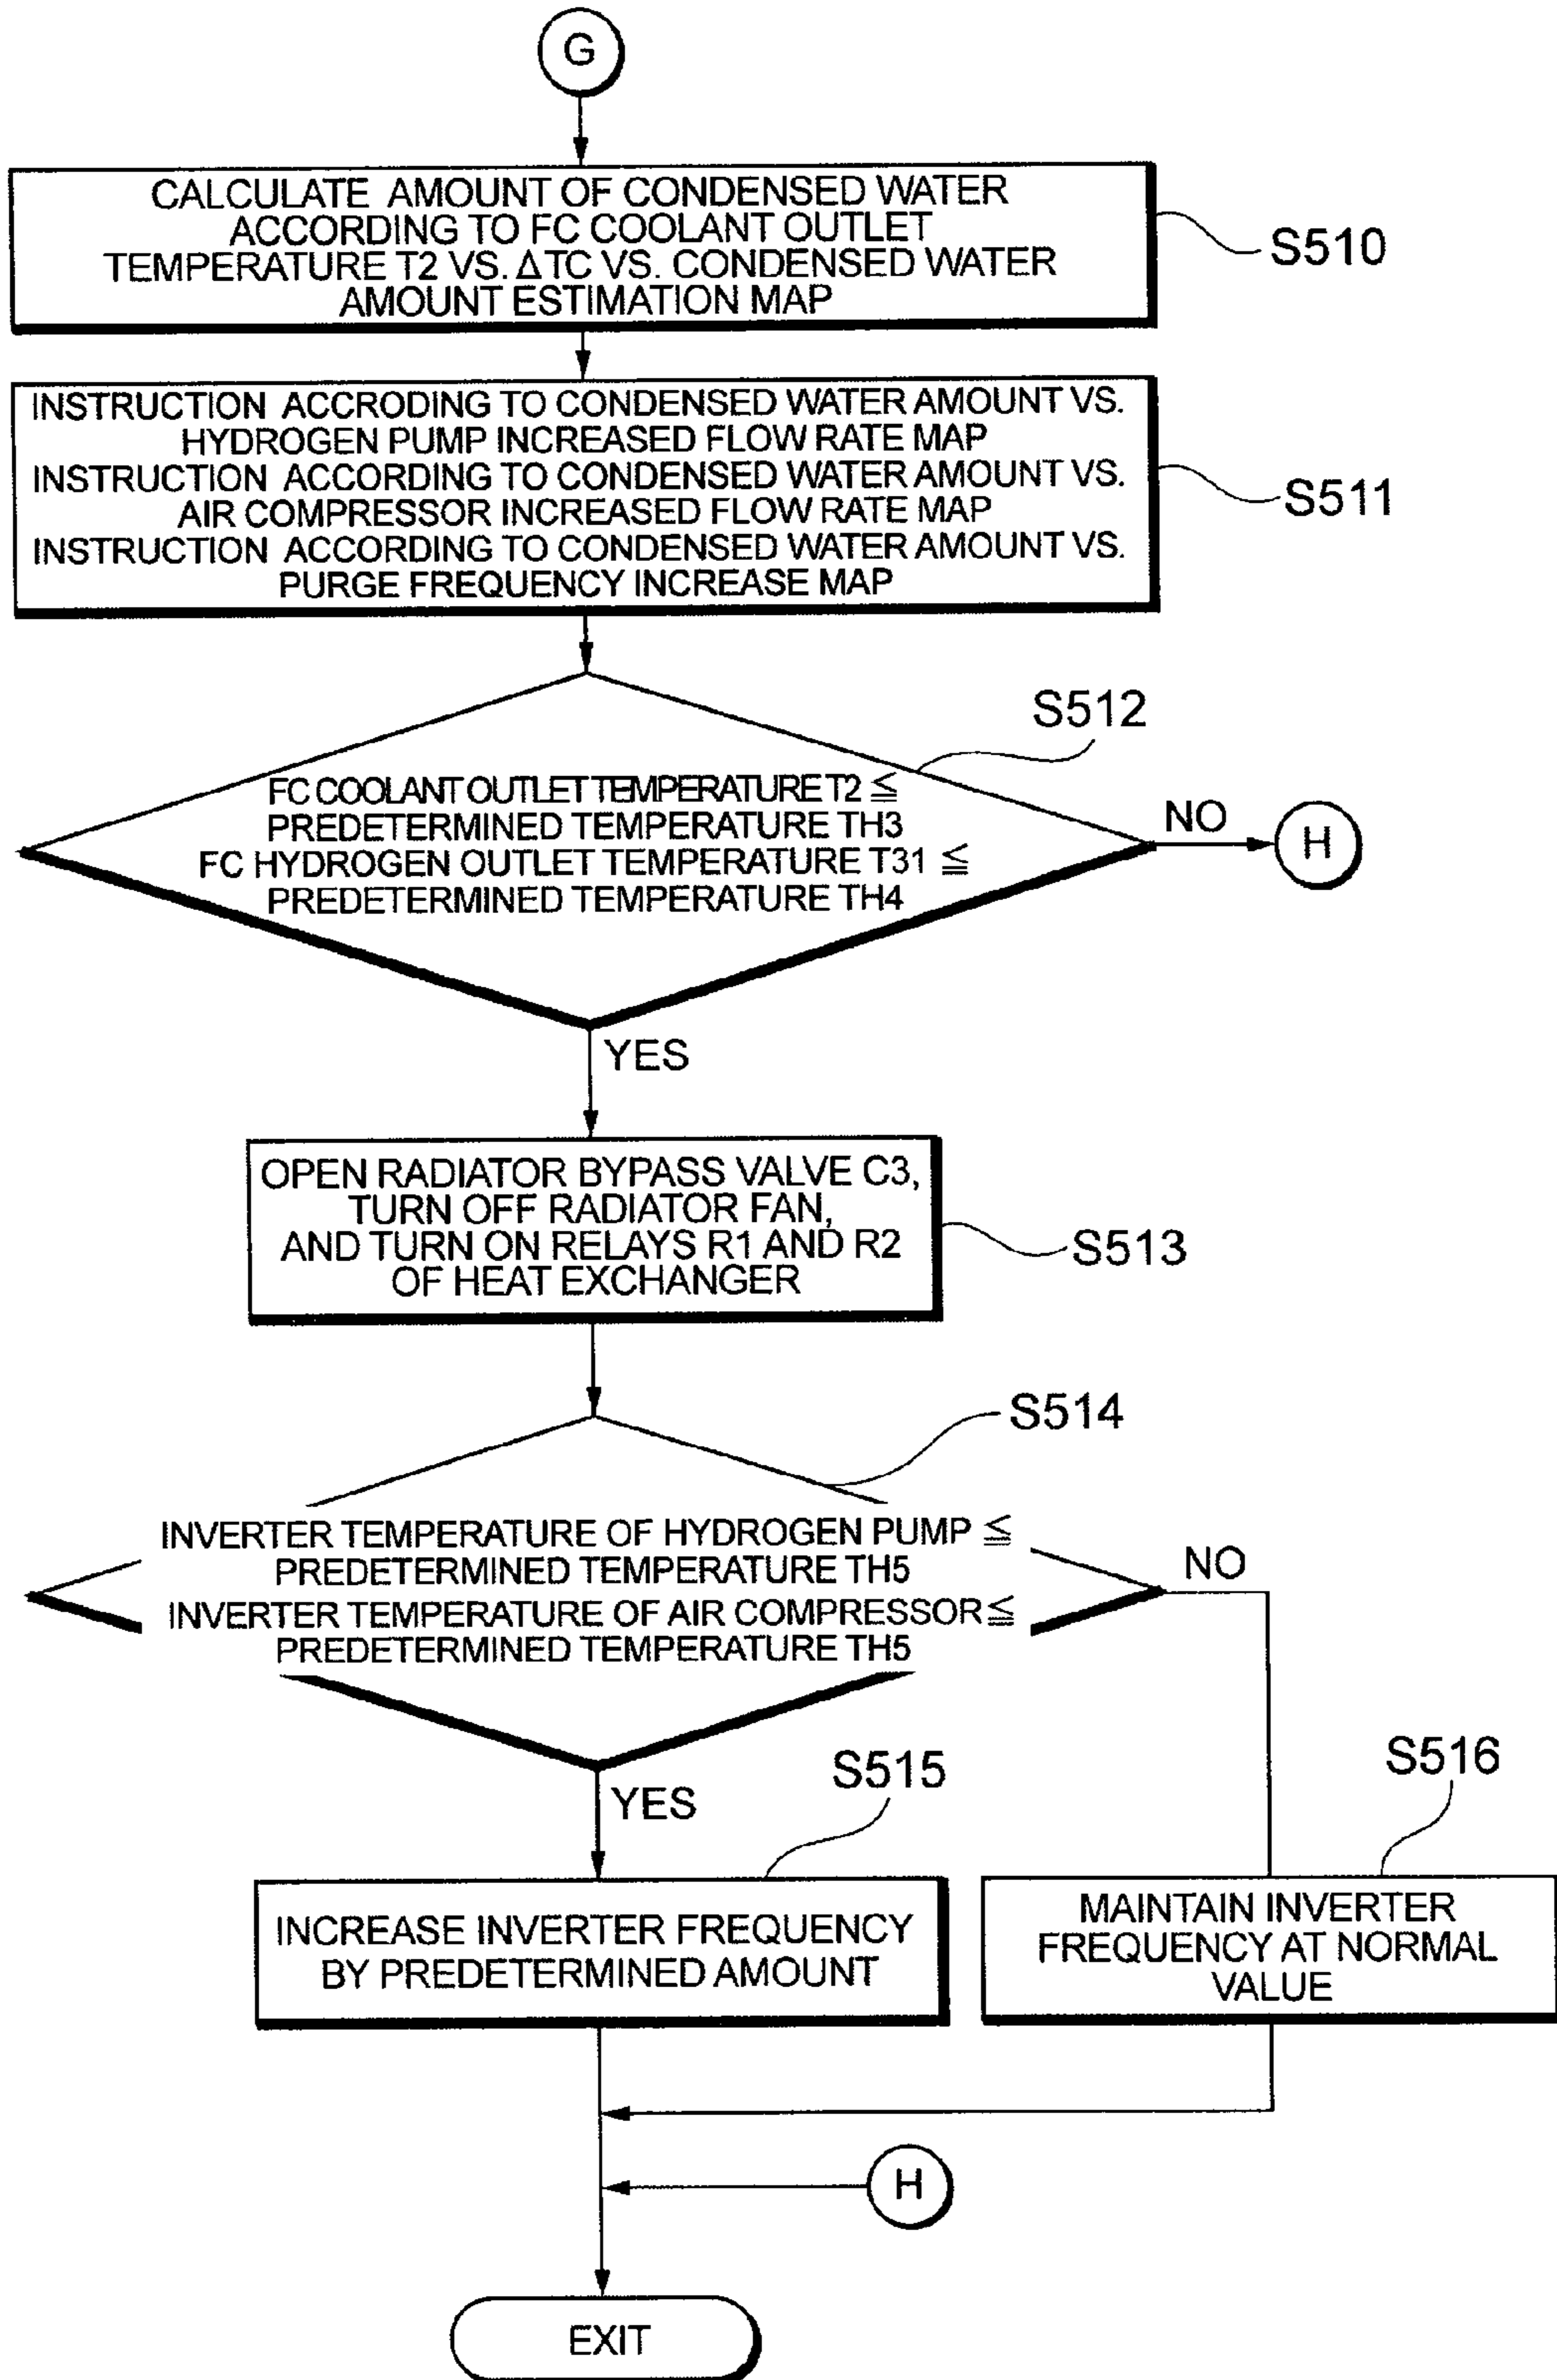 G
CALCULATE AMOUNT OF CONDENSED WATER
ACCORDING TO FC COOLANT OUTLET
TEMPERATURE T2 VS. ΔTC VS. CONDENSED WATER
AMOUNT ESTIMATION MAP
S510
INSTRUCTION ACCRODING TO CONDENSED WATER AMOUNT VS.
HYDROGEN PUMP INCREASED FLOW RATE MAP
INSTRUCTION ACCORDING TO CONDENSED WATER AMOUNT VS.
AIR COMPRESSOR INCREASED FLOW RATE MAP
INSTRUCTION ACCORDING TO CONDENSED WATER AMOUNT VS.
PURGE FREQUENCY INCREASE MAP
S511
S512
FC COOLANT OUTLET TEMPERATURE T2 ≦
PREDETERMINED TEMPERATURE TH3
FC HYDROGEN OUTLET TEMPERATURE T31 ≦
PREDETERMINED TEMPERATURE TH4
NO
H
YES
OPEN RADIATOR BYPASS VALVE C3,
TURN OFF RADIATOR FAN,
AND TURN ON RELAYS R1 AND R2
OF HEAT EXCHANGER
S513
S514
INVERTER TEMPERATURE OF HYDROGEN PUMP ≦
PREDETERMINED TEMPERATURE TH5
INVERTER TEMPERATURE OF AIR COMPRESSOR ≦
PREDETERMINED TEMPERATURE TH5
NO
YES
S515
S516
INCREASE INVERTER FREQUENCY
BY PREDETERMINED AMOUNT
MAINTAIN INVERTER
FREQUENCY AT NORMAL
VALUE
H
EXIT